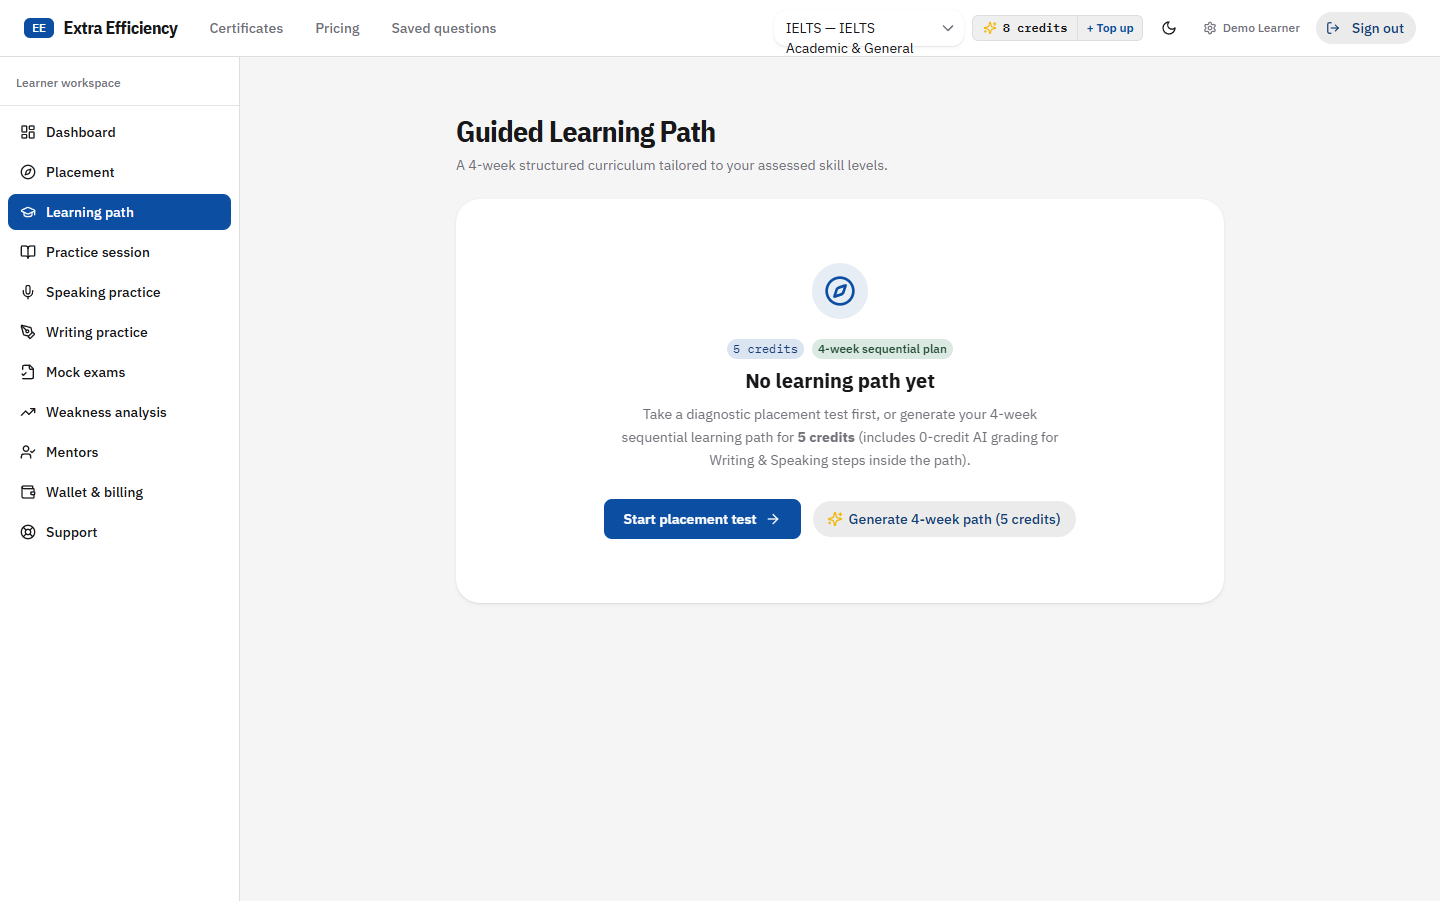 EE Extra Efficiency Certificates Pricing Saved questions IELTS — IELTS Academic & General 8 credits + Top up Demo Learner Sign out
Learner workspace
Dashboard
Placement
Learning path
Practice session
Speaking practice
Writing practice
Mock exams
Weakness analysis
Mentors
Wallet & billing
Support
Guided Learning Path
A 4-week structured curriculum tailored to your assessed skill levels.
5 credits 4-week sequential plan
No learning path yet
Take a diagnostic placement test first, or generate your 4-week
sequential learning path for 5 credits (includes 0-credit AI grading for
Writing & Speaking steps inside the path).
Start placement test Generate 4-week path (5 credits)